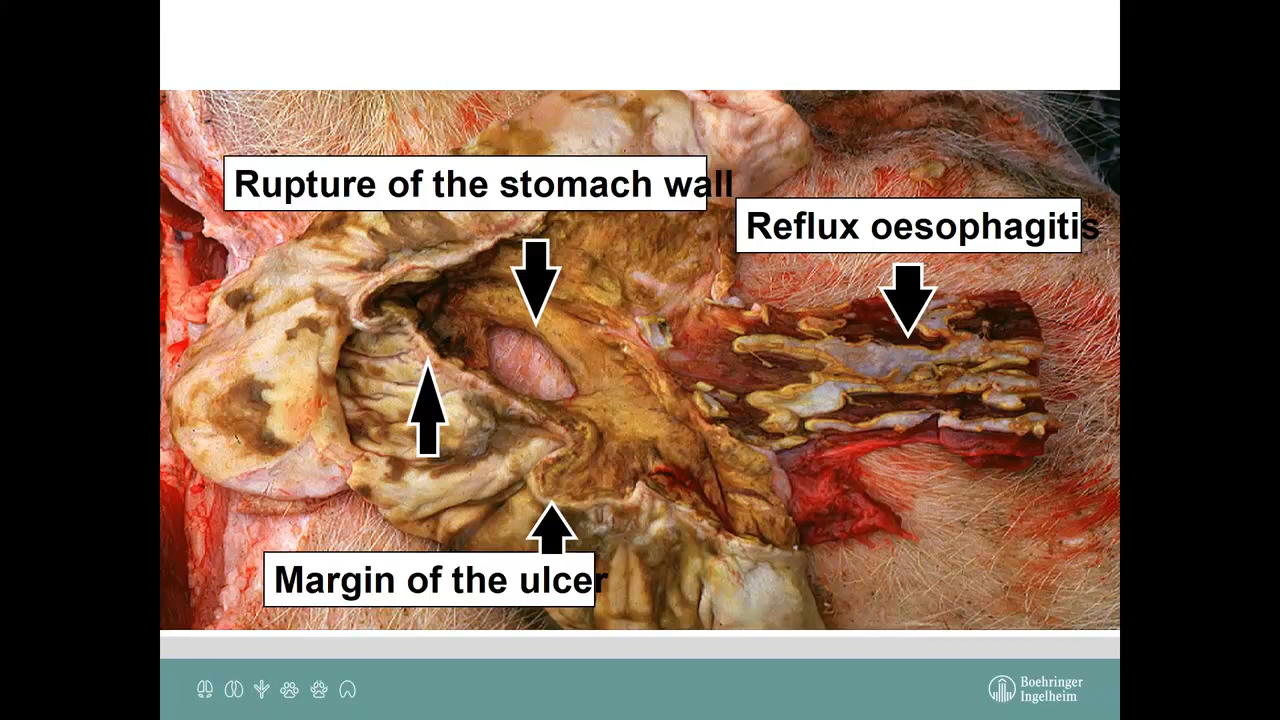 Rupture of the stomach wall
Reflux oesophagitis
Margin of the ulcer
Boehringer
Ingelheim